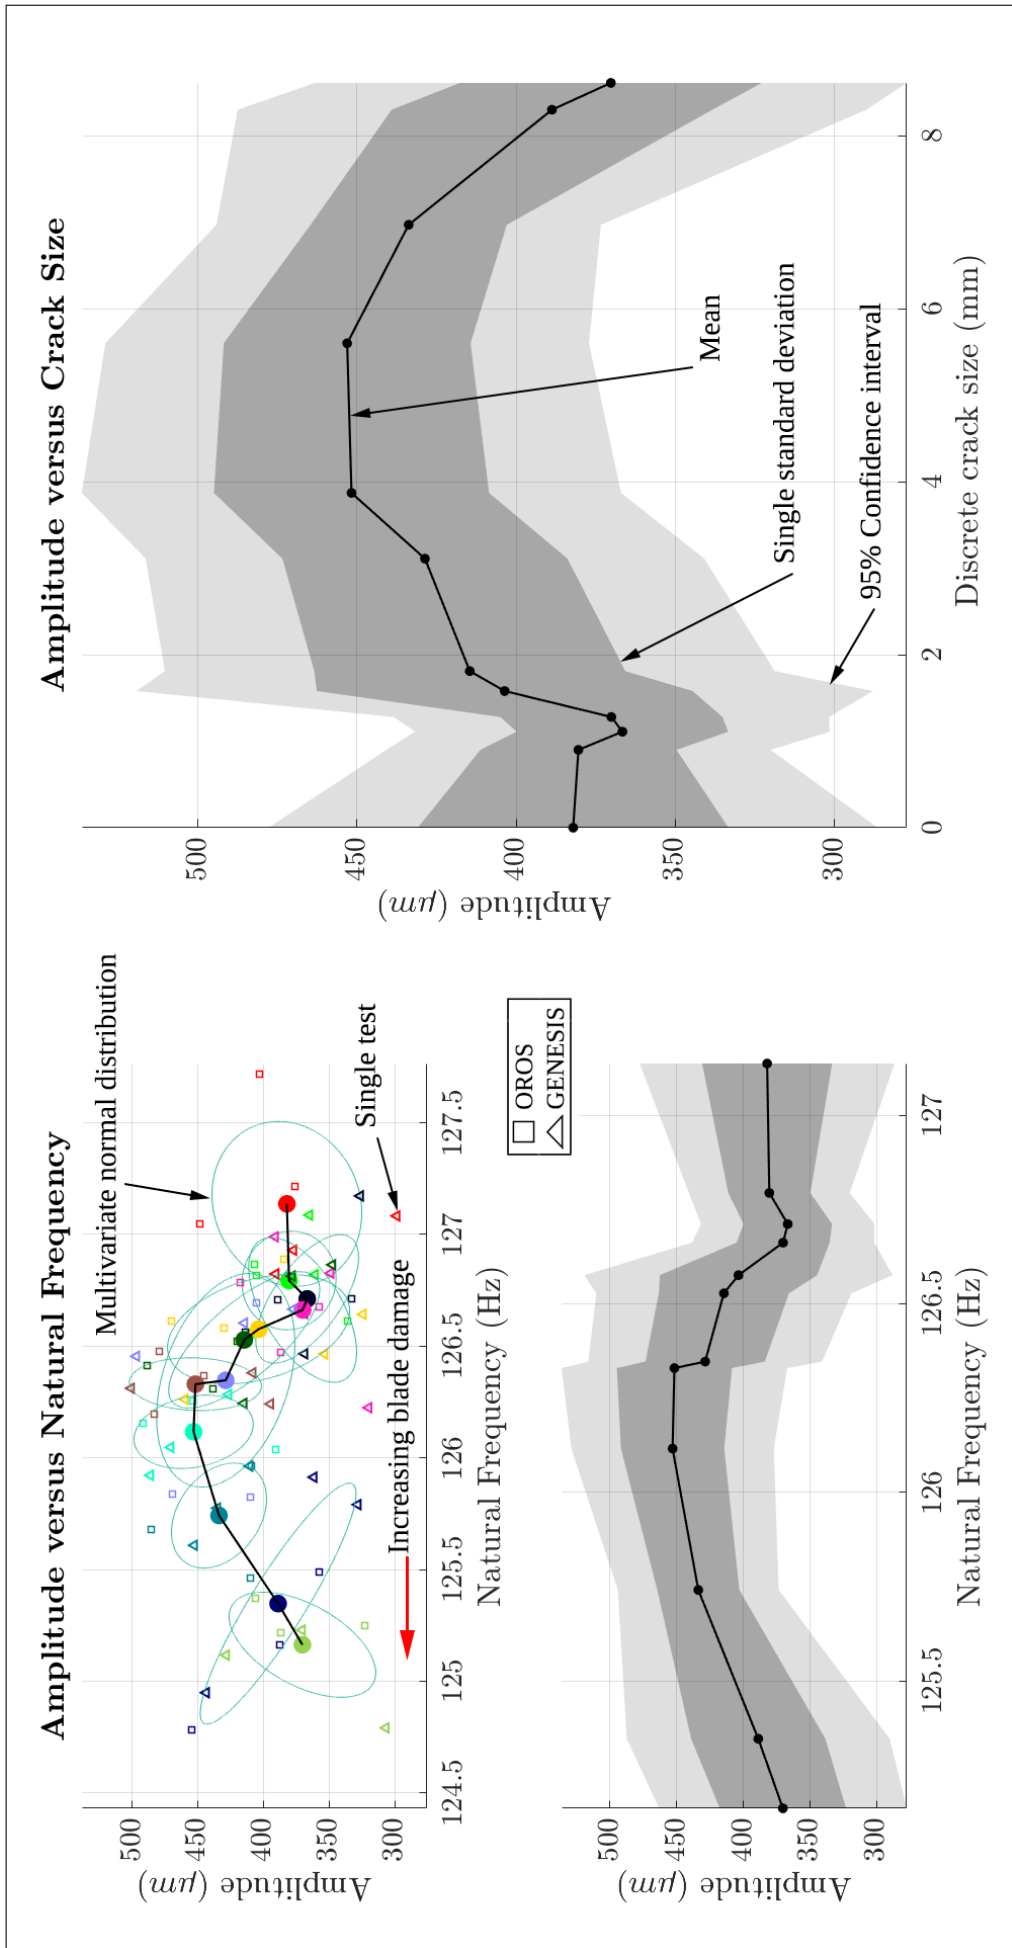 Amplitude versus Natural Frequency
Multivariate normal distribution
Single test
Increasing blade damage
500
450
400
350
300
Amplitude (μm)
124.5
125
125.5
126
126.5
127
127.5
Natural Frequency (Hz)
OROS
GENESIS
500
450
400
350
300
Amplitude (μm)
125.5
126
126.5
127
Natural Frequency (Hz)
Amplitude versus Crack Size
Mean
Single standard deviation
95% Confidence interval
500
450
400
350
300
Amplitude (μm)
0
2
4
6
8
Discrete crack size (mm)